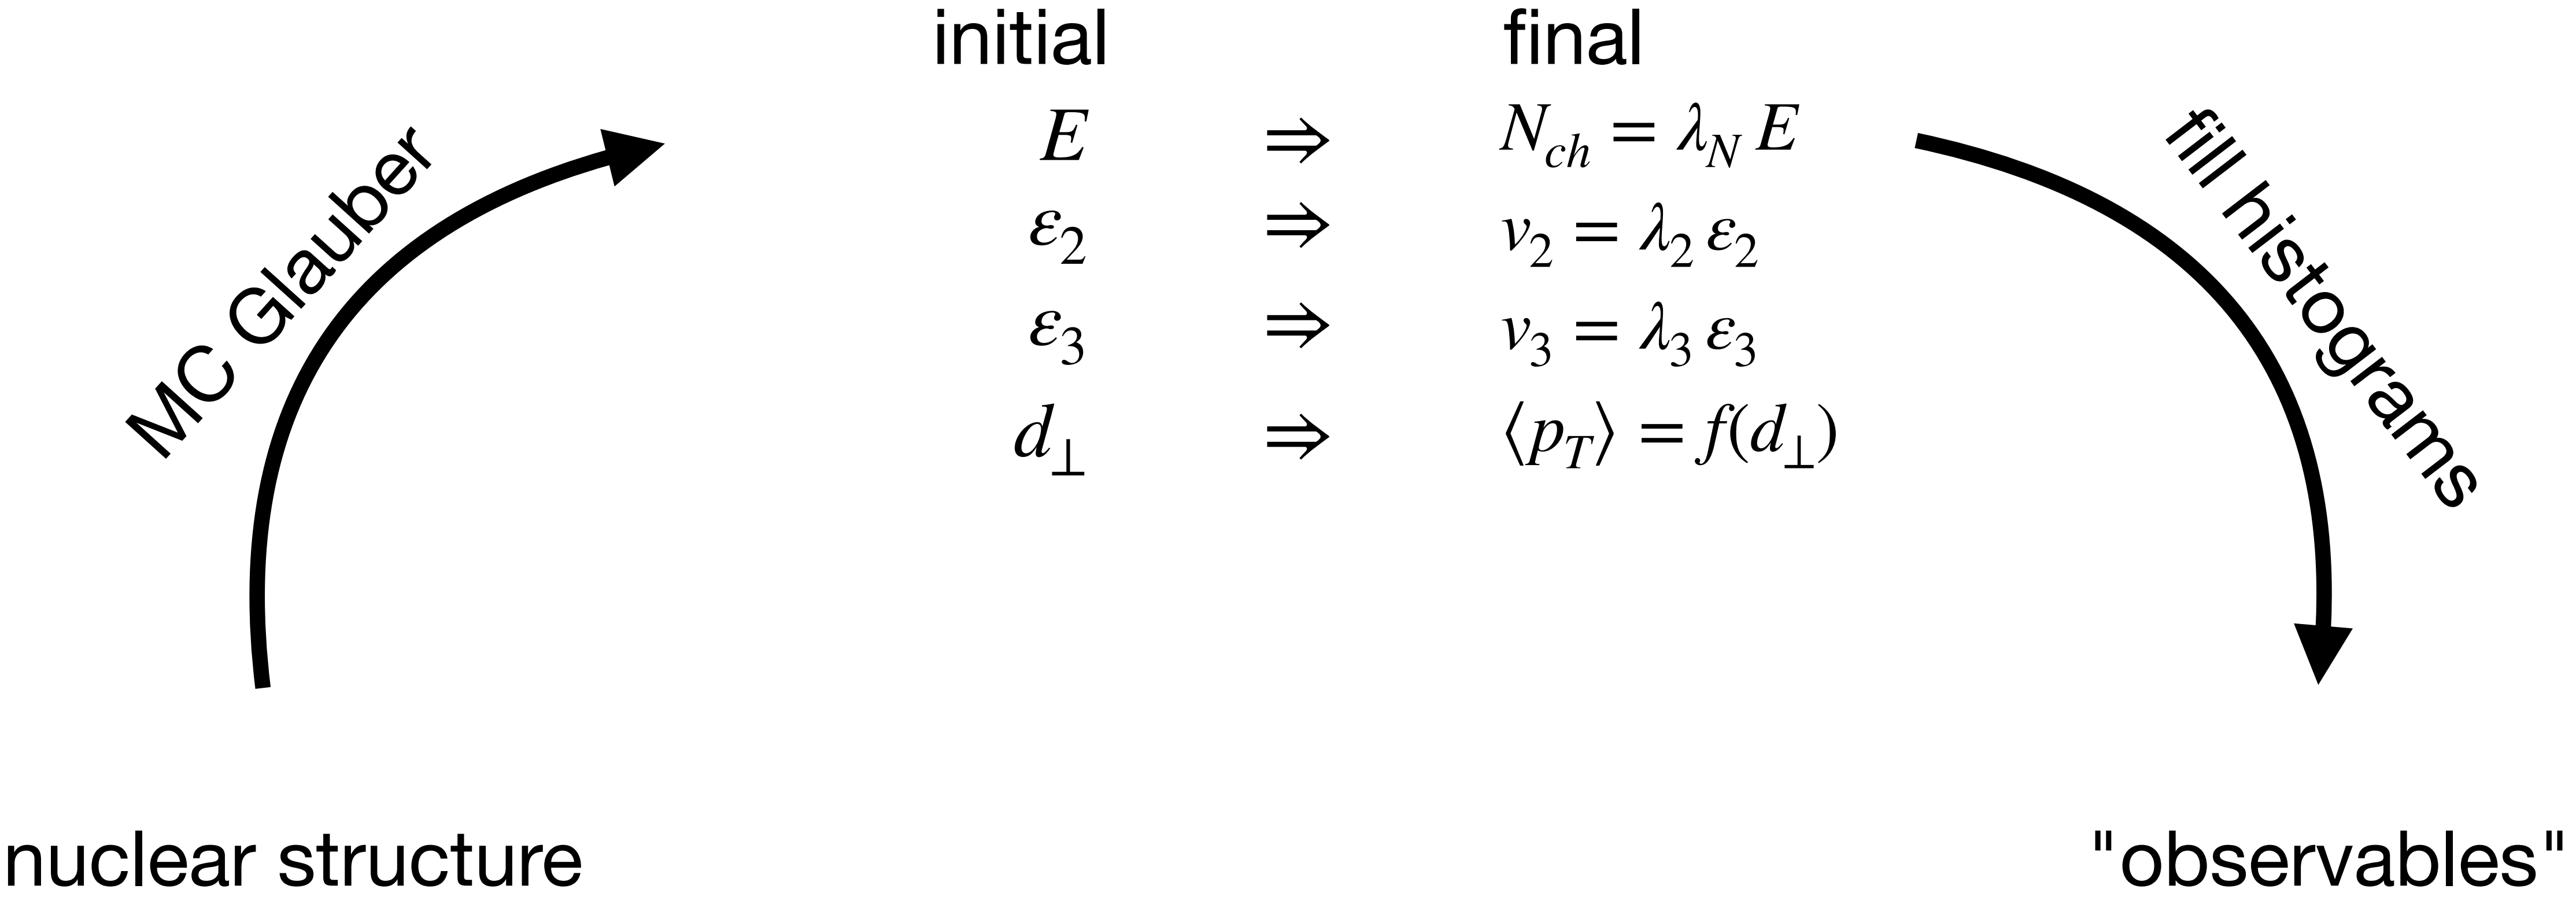 initial final
E ⇒ N_ch = λ_N E
ε_2 ⇒ v_2 = λ_2 ε_2
ε_3 ⇒ v_3 = λ_3 ε_3
d_⊥ ⇒ ⟨p_T⟩ = f(d_⊥)
MC Glauber
fill histograms
nuclear structure
"observables"